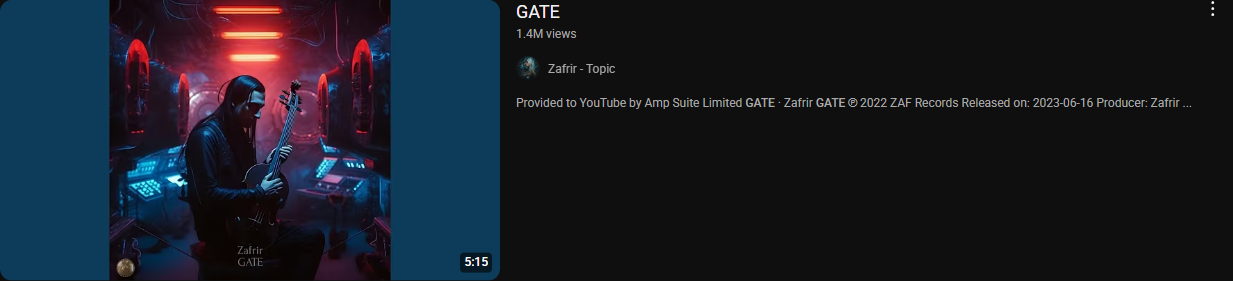 GATE
1.4M views
Zafrir - Topic
Provided to YouTube by Amp Suite Limited GATE · Zafrir GATE ℗ 2022 ZAF Records Released on: 2023-06-16 Producer: Zafrir ...
Zafrir
GATE
5:15